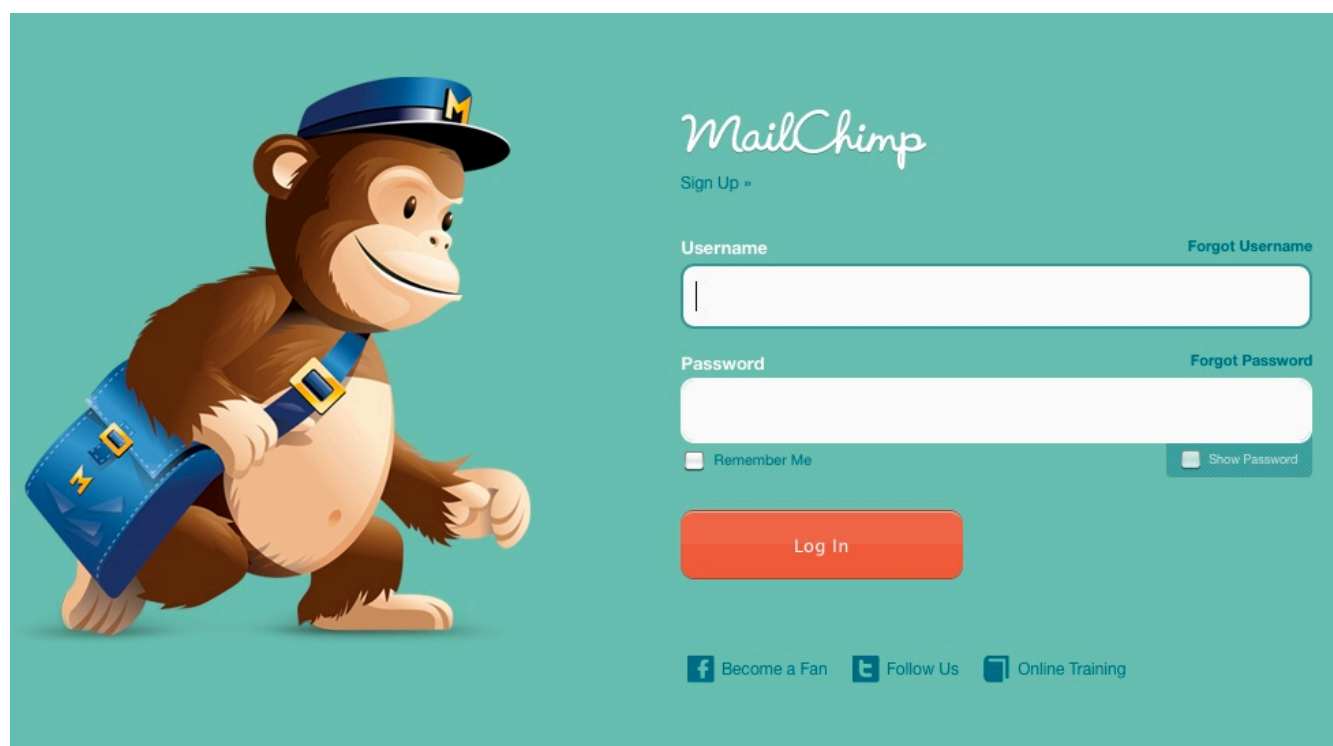 M
MailChimp
Sign Up »
Username Forgot Username
Password Forgot Password
Remember Me Show Password
M
Log In
Become a Fan Follow Us Online Training